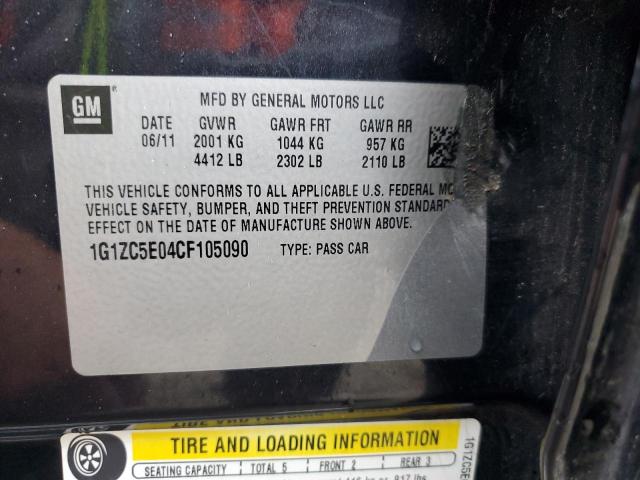 GM
MFD BY GENERAL MOTORS LLC
DATE GVWR GAWR FRT GAWR RR
06/11 2001 KG 1044 KG 957 KG
4412 LB 2302 LB 2110 LB
THIS VEHICLE CONFORMS TO ALL APPLICABLE U.S. FEDERAL
VEHICLE SAFETY, BUMPER, AND THEFT PREVENTION STANDARD
EFFECT ON THE DATE OF MANUFACTURE SHOWN ABOVE.
1G1ZC5E04CF105090 TYPE: PASS CAR
TIRE AND LOADING INFORMATION
SEATING CAPACITY TOTAL 5 FRONT 2 REAR 3
1G1ZC5E